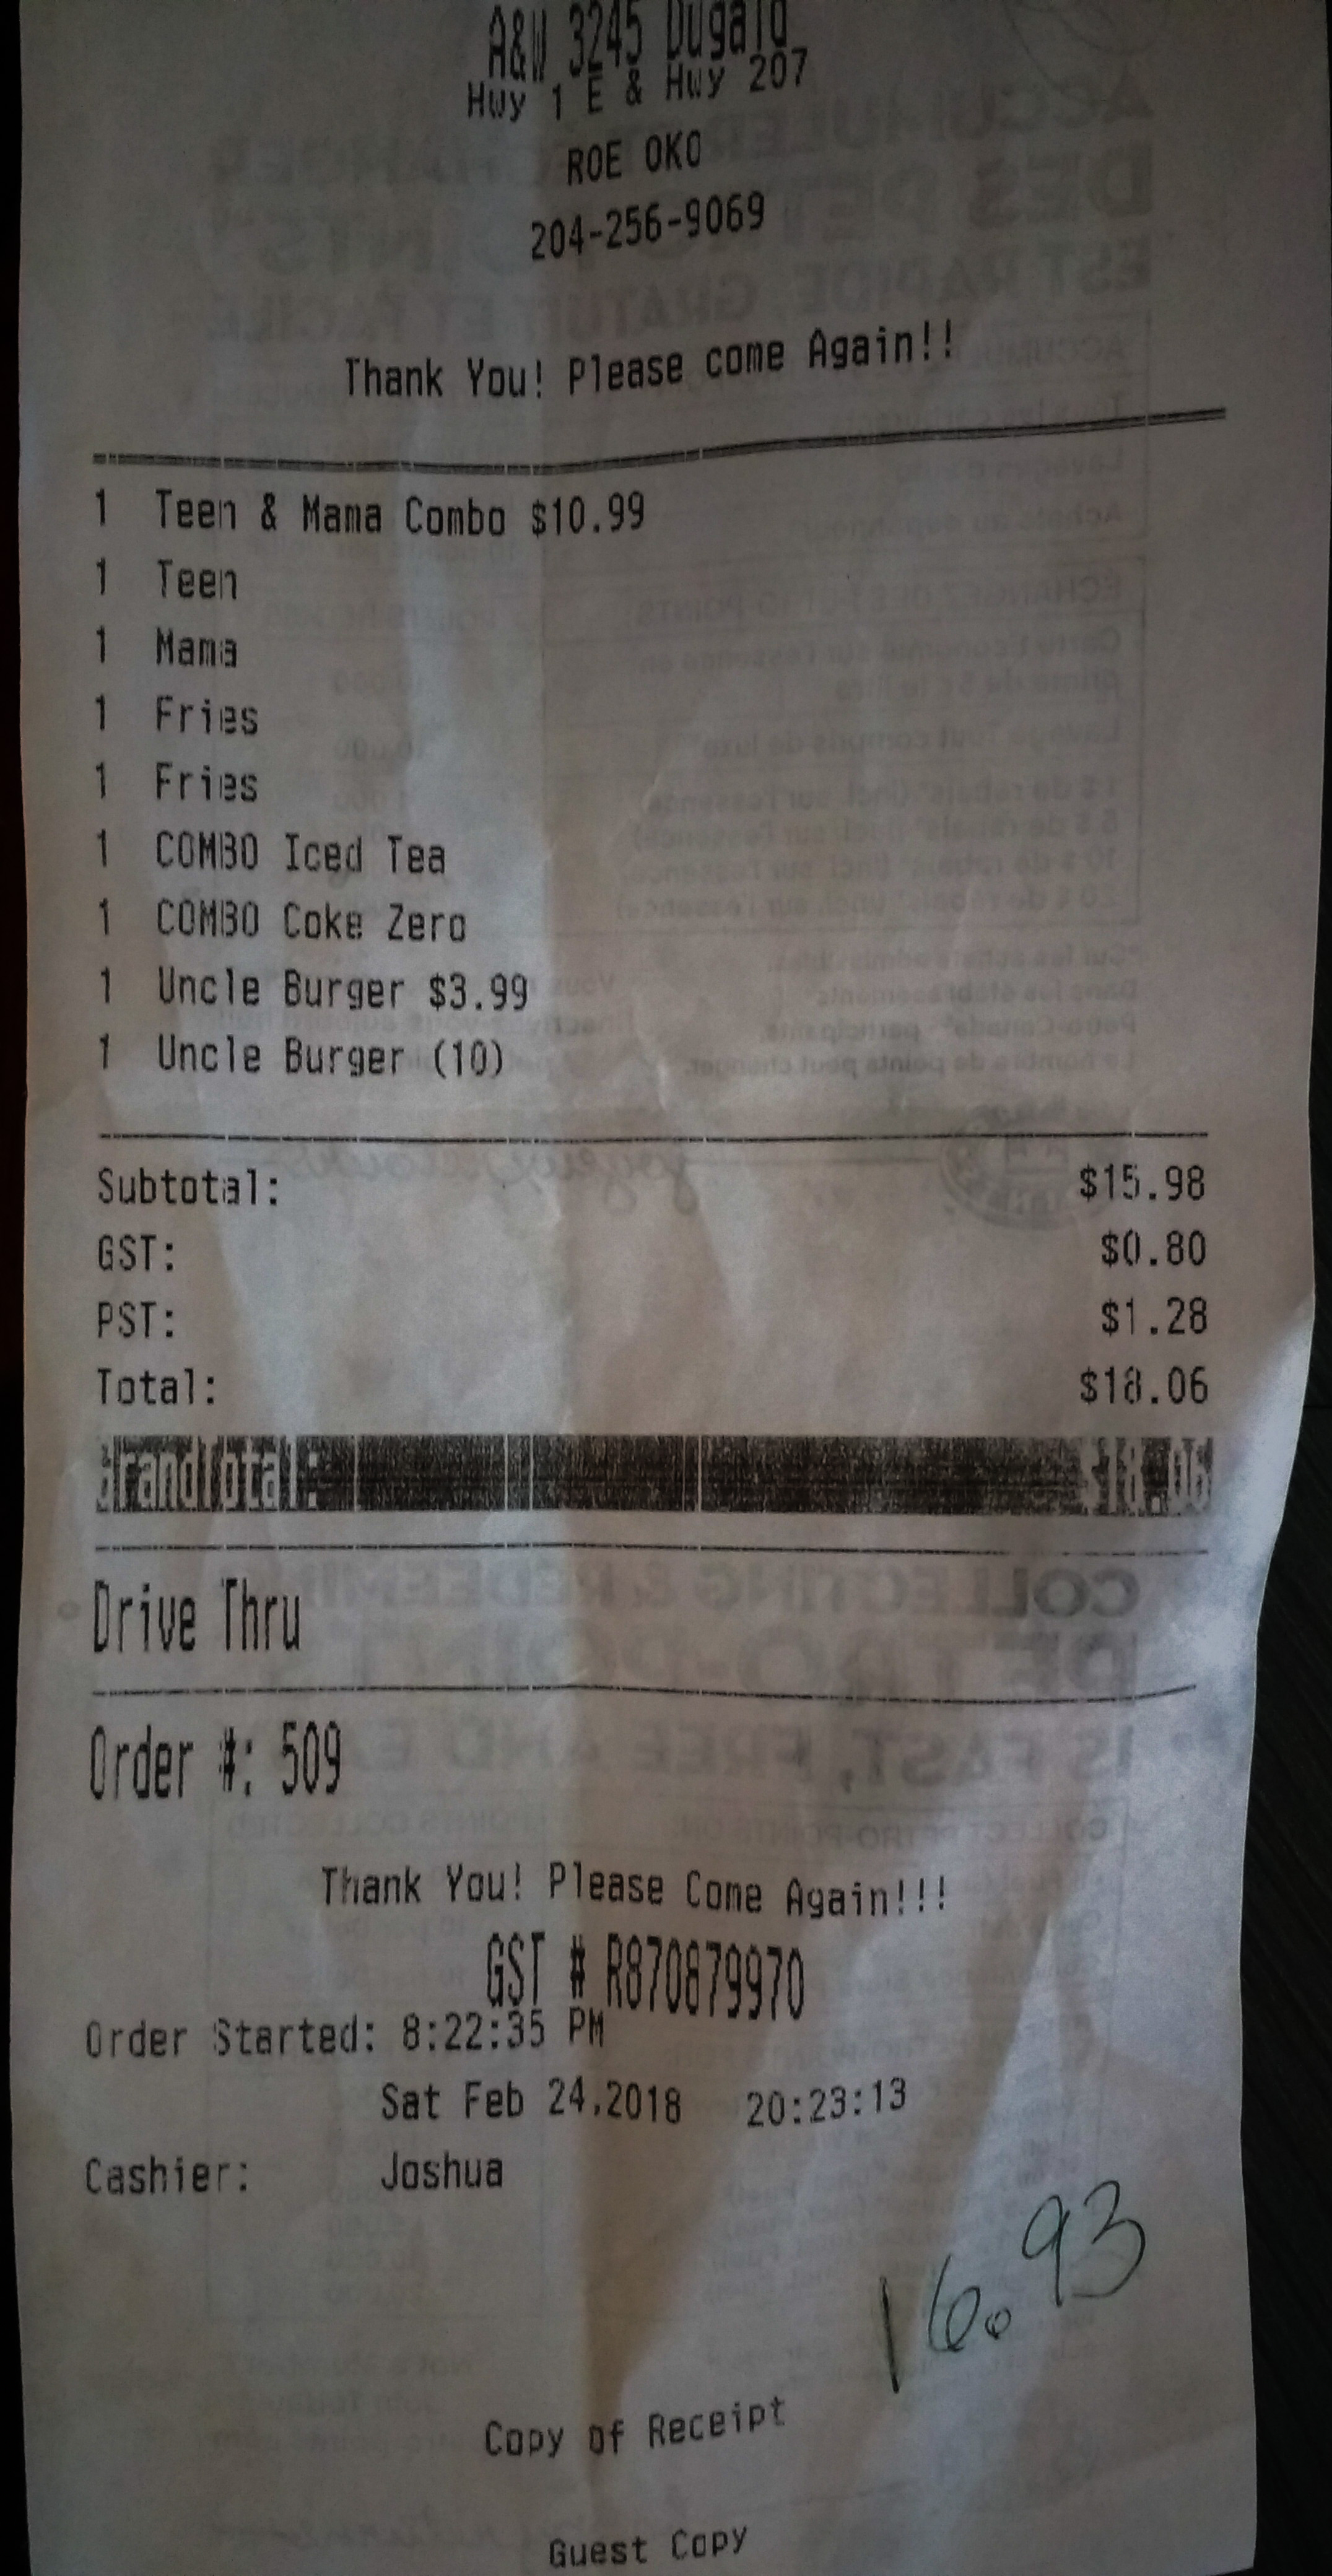 A&W 3245 Dugald
Hwy 1 E & Hwy 207
ROE OKO
204-256-9069
Thank You! Please come Again!!
1 Teen & Mama Combo $10.99
1 Teen
1 Mama
1 Fries
1 Fries
1 COMBO Iced Tea
1 COMBO Coke Zero
1 Uncle Burger $3.99
1 Uncle Burger (10)
Subtotal: $15.98
GST: $0.80
PST: $1.28
Total: $18.06
GrandTotal: $18.06
Drive Thru
Order #: 509
Thank You! Please Come Again!!!
GST # R870879970
Order Started: 8:22:35 PM
Sat Feb 24,2018 20:23:13
Cashier: Joshua
16.93
Copy of Receipt
Guest Copy